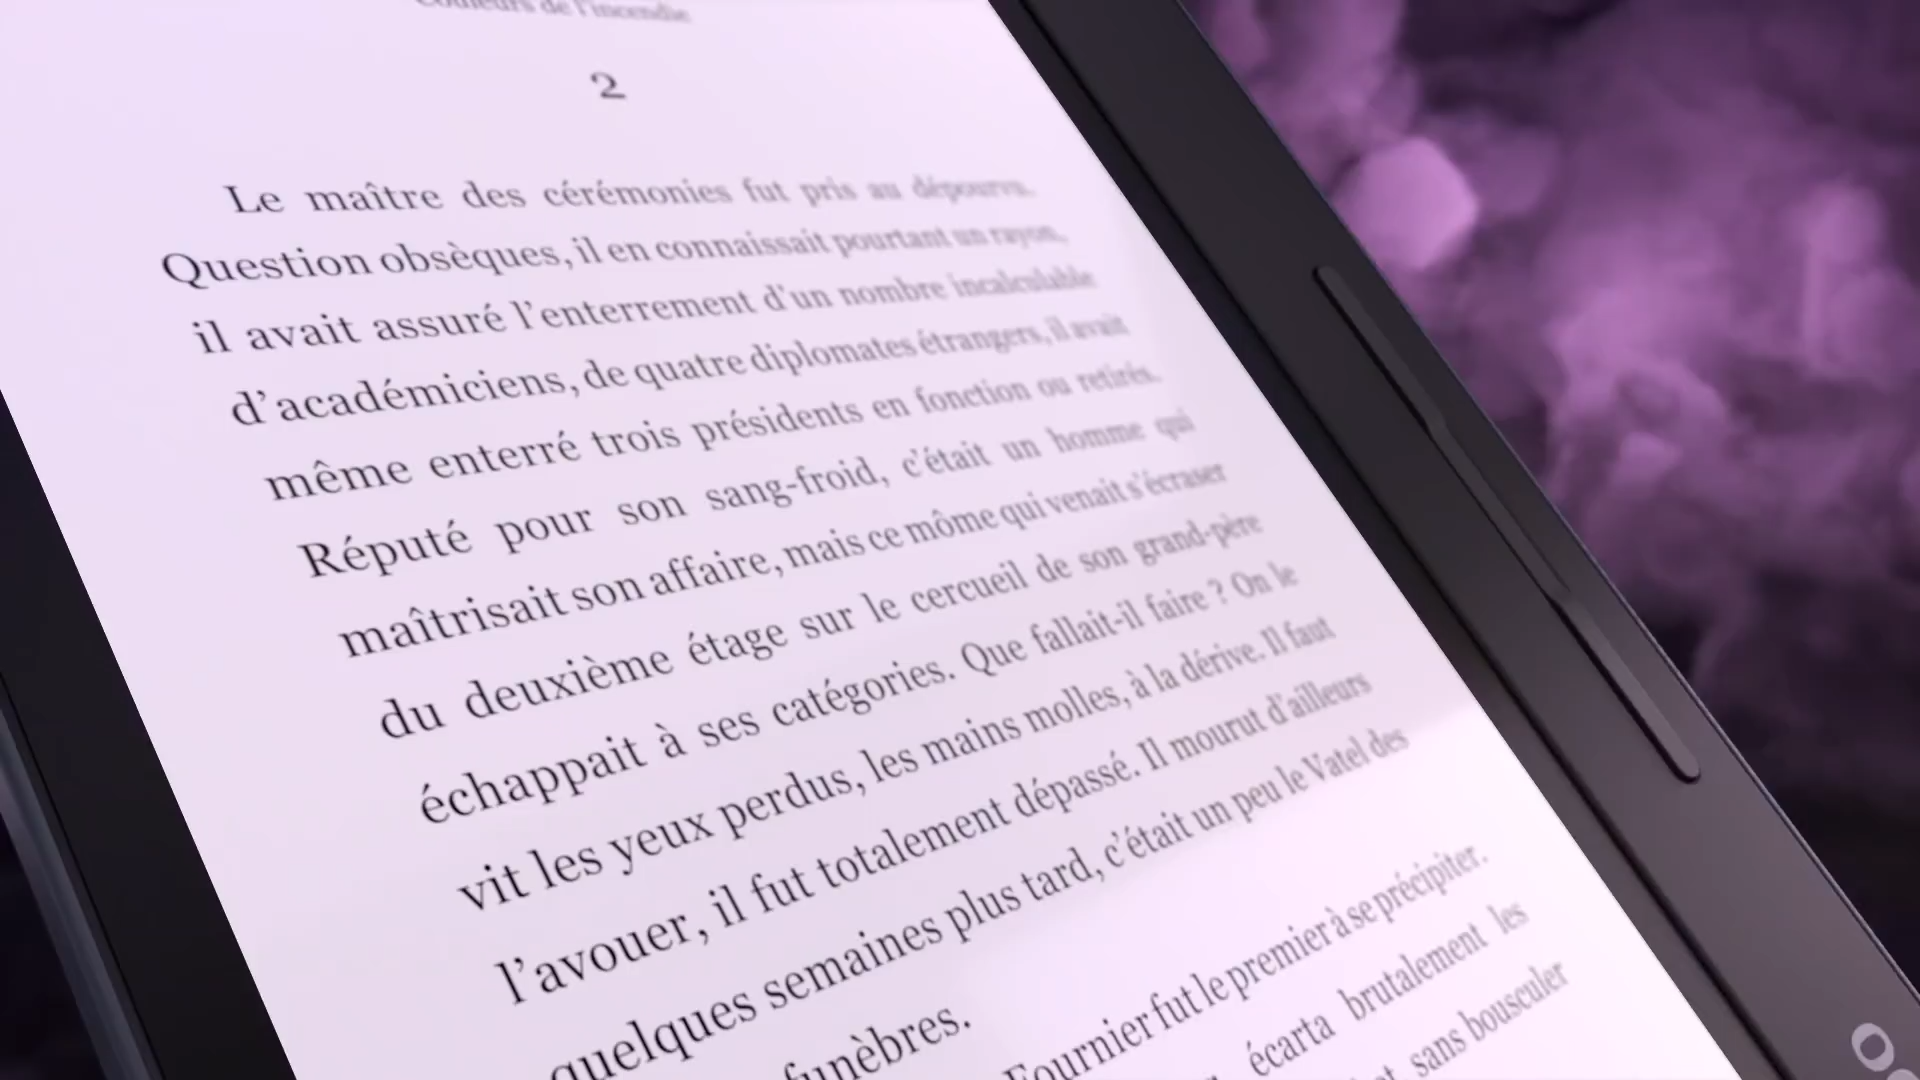 Couleurs de l'incendie
2
Le maître des cérémonies fut pris au dépourvu.
Question obsèques, il en connaissait pourtant un rayon,
il avait assuré l'enterrement d'un nombre incalculable
d'académiciens, de quatre diplomates étrangers, il avait
même enterré trois présidents en fonction ou retirés.
Réputé pour son sang-froid, c'était un homme qui
maîtrisait son affaire, mais ce môme qui venait s'écraser
du deuxième étage sur le cercueil de son grand-père
échappait à ses catégories. Que fallait-il faire ? On le
vit les yeux perdus, les mains molles, à la dérive. Il faut
l'avouer, il fut totalement dépassé. Il mourut d'ailleurs
quelques semaines plus tard, c'était un peu le Vatel des
funèbres.
Fournier fut le premier à se précipiter.
écarta brutalement les
sans bousculer